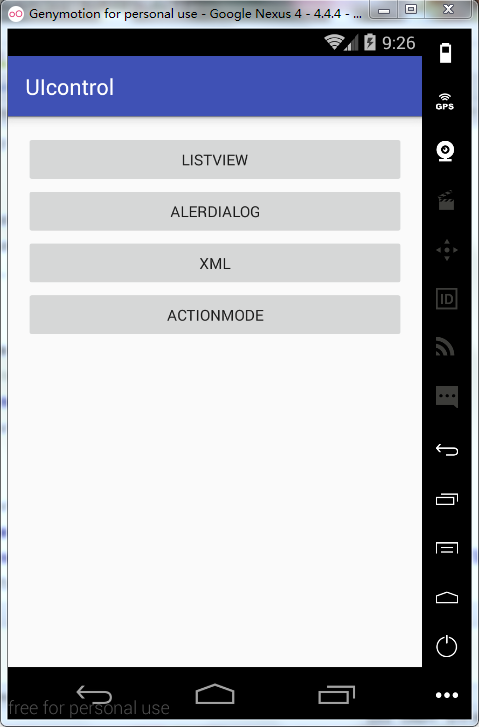 Genymotion for personal use - Google Nexus 4 - 4.4.4 - ...
9:26
UIcontrol
GPS
LISTVIEW
ALERDIALOG
XML
ACTIONMODE
ID
free for personal use